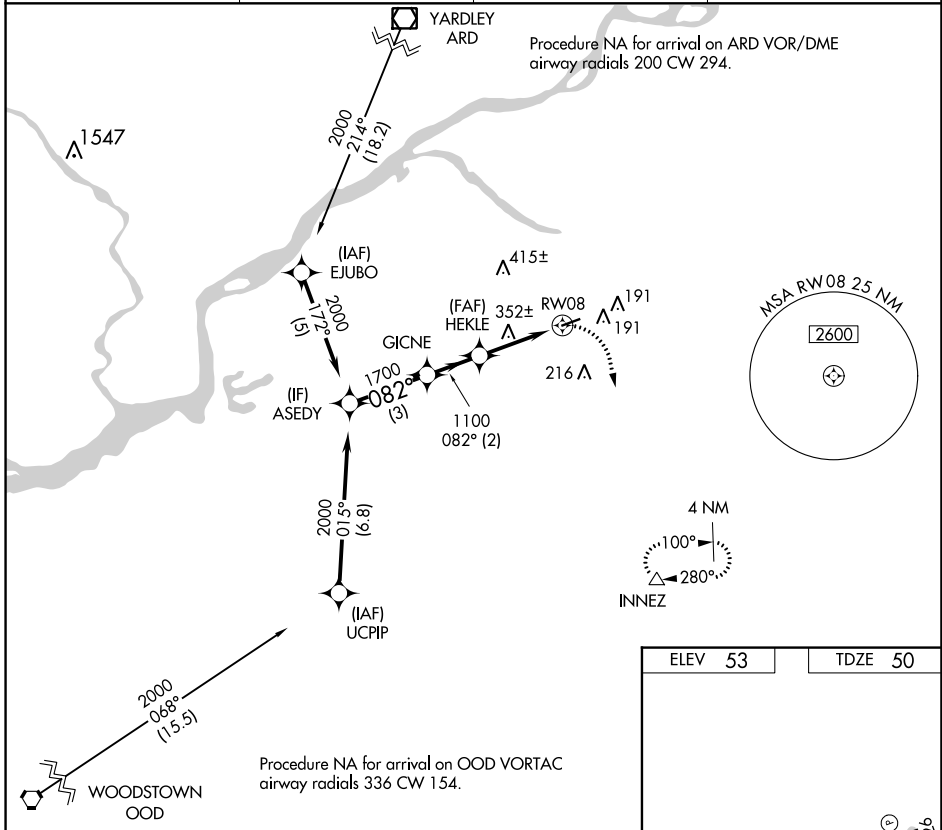 YARDLEY
ARD
Procedure NA for arrival on ARD VOR/DME
airway radials 200 CW 294.
1547
2000
214°
(18.2)
(IAF)
EJUBO
415±
2000
172°
(5)
(FAF)
HEKLE
352±
RW08
191
191
MSA RW08 25 NM
2600
GICNE
216
1700
082°
(3)
(IF)
ASEDY
1100
082° (2)
2000
015°
(6.8)
4 NM
100°
280°
INNEZ
(IAF)
UCPIP
ELEV 53
TDZE 50
2000
068°
(15.5)
Procedure NA for arrival on OOD VORTAC
airway radials 336 CW 154.
WOODSTOWN
OOD
P